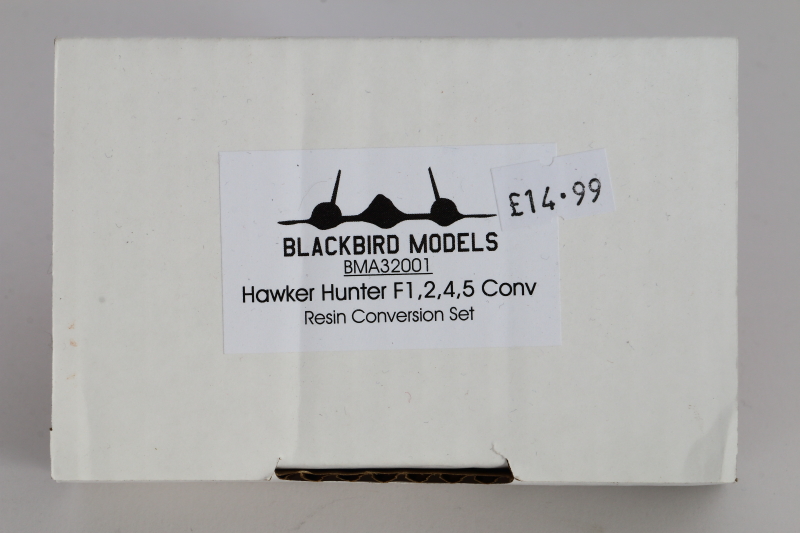 £14.99
BLACKBIRD MODELS
BMA32001
Hawker Hunter F1,2,4,5 Conv
Resin Conversion Set